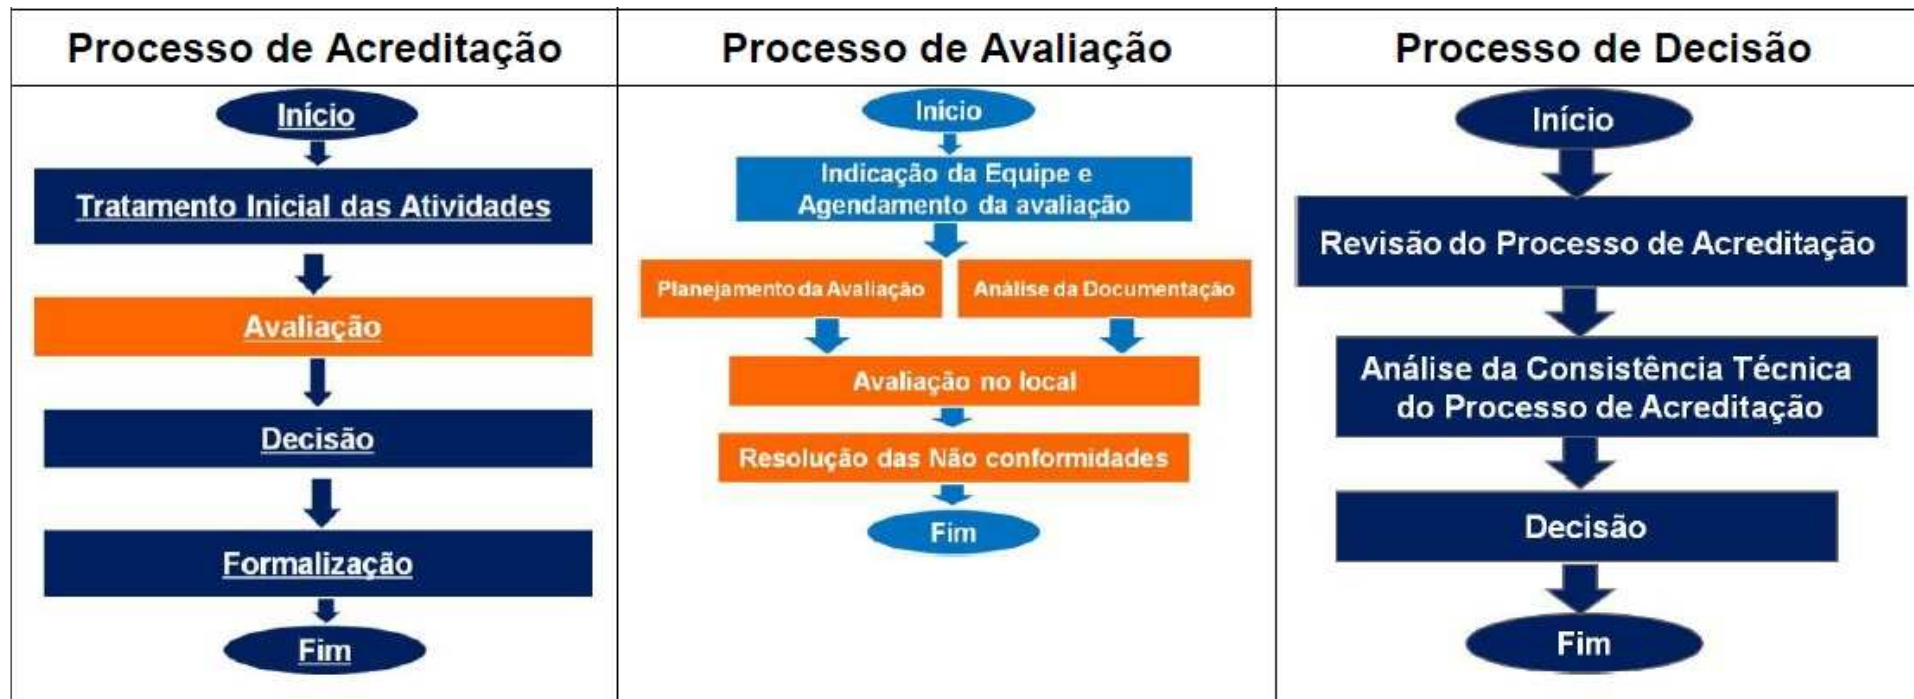 Processo de Acreditação
Início
Tratamento Inicial das Atividades
Avaliação
Decisão
Formalização
Fim
Processo de Avaliação
Início
Indicação da Equipe e
Agendamento da avaliação
Planejamento da Avaliação
Análise da Documentação
Avaliação no local
Resolução das Não conformidades
Fim
Processo de Decisão
Início
Revisão do Processo de Acreditação
Análise da Consistência Técnica
do Processo de Acreditação
Decisão
Fim